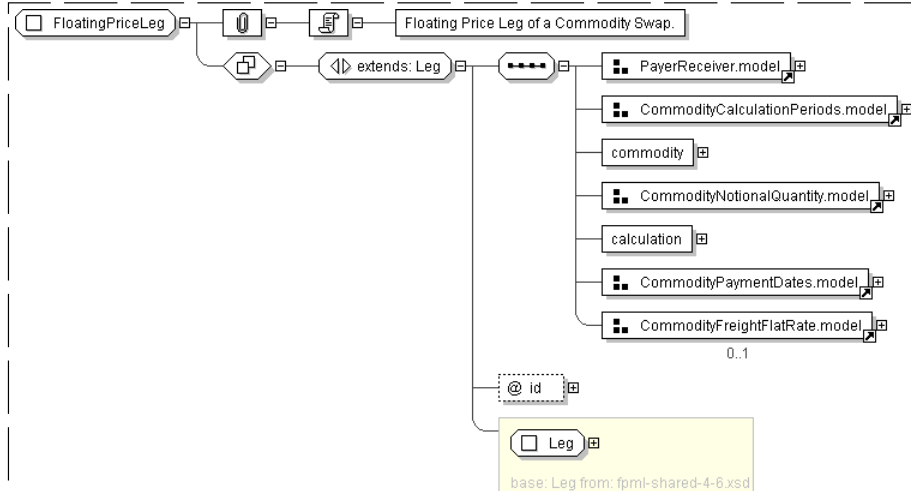 FloatingPriceLeg
Floating Price Leg of a Commodity Swap.
extends: Leg
PayerReceiver.model
CommodityCalculationPeriods.model
commodity
CommodityNotionalQuantity.model
calculation
CommodityPaymentDates.model
CommodityFreightFlatRate.model
0..1
@ id
Leg
base: Leg from: fpml-shared-4-6.xsd